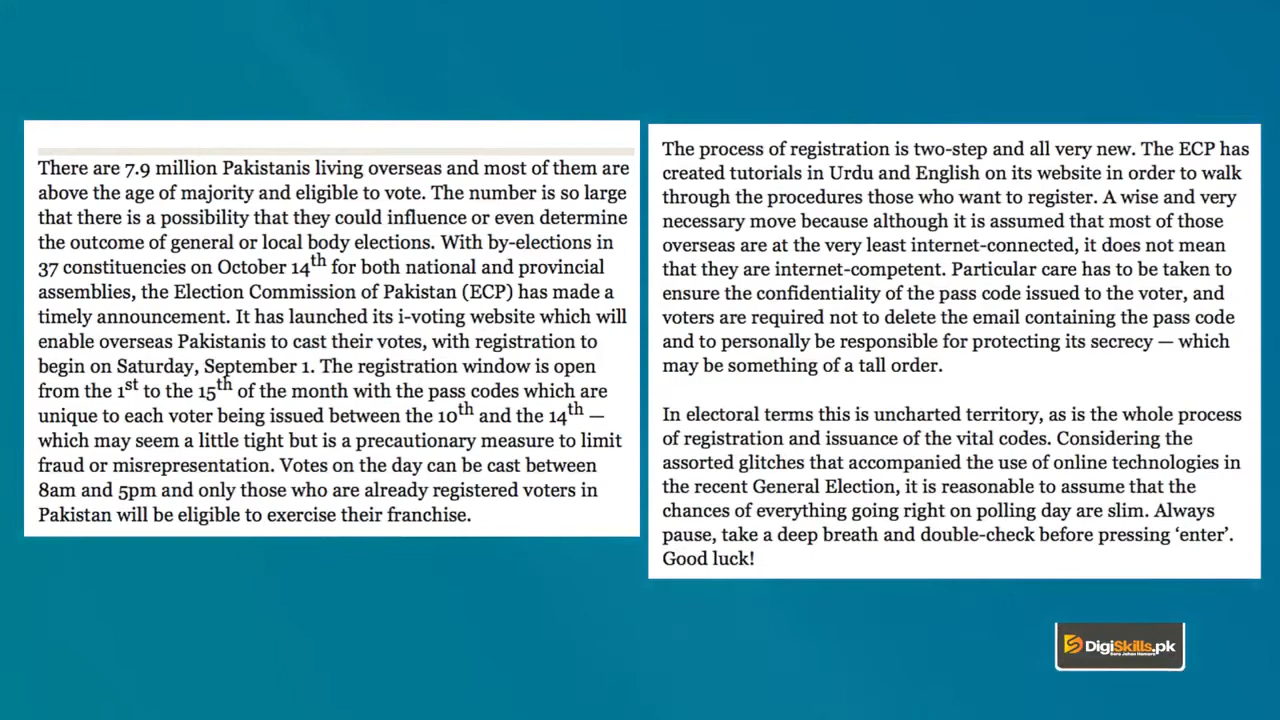 There are 7.9 million Pakistanis living overseas and most of them are
above the age of majority and eligible to vote. The number is so large
that there is a possibility that they could influence or even determine
the outcome of general or local body elections. With by-elections in
37 constituencies on October 14th for both national and provincial
assemblies, the Election Commission of Pakistan (ECP) has made a
timely announcement. It has launched its i-voting website which will
enable overseas Pakistanis to cast their votes, with registration to
begin on Saturday, September 1. The registration window is open
from the 1st to the 15th of the month with the pass codes which are
unique to each voter being issued between the 10th and the 14th —
which may seem a little tight but is a precautionary measure to limit
fraud or misrepresentation. Votes on the day can be cast between
8am and 5pm and only those who are already registered voters in
Pakistan will be eligible to exercise their franchise.
The process of registration is two-step and all very new. The ECP has
created tutorials in Urdu and English on its website in order to walk
through the procedures those who want to register. A wise and very
necessary move because although it is assumed that most of those
overseas are at the very least internet-connected, it does not mean
that they are internet-competent. Particular care has to be taken to
ensure the confidentiality of the pass code issued to the voter, and
voters are required not to delete the email containing the pass code
and to personally be responsible for protecting its secrecy — which
may be something of a tall order.
In electoral terms this is uncharted territory, as is the whole process
of registration and issuance of the vital codes. Considering the
assorted glitches that accompanied the use of online technologies in
the recent General Election, it is reasonable to assume that the
chances of everything going right on polling day are slim. Always
pause, take a deep breath and double-check before pressing ‘enter’.
Good luck!
DigiSkills.pk